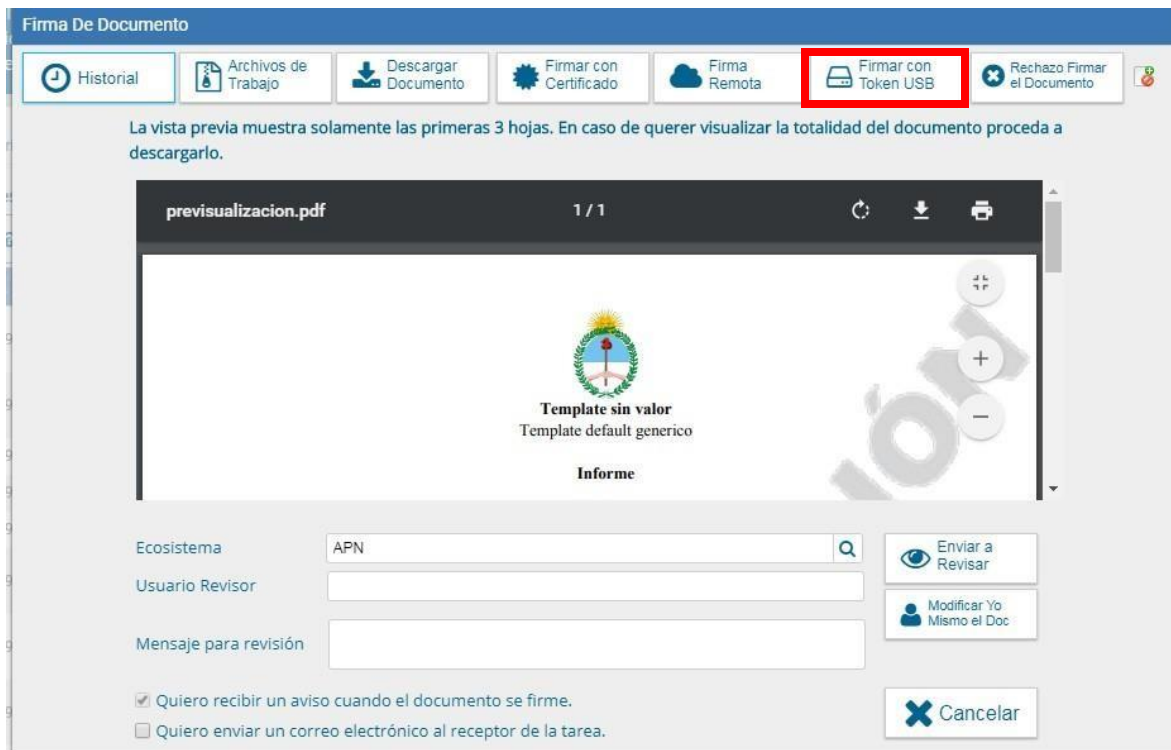 Firma De Documento
Historial
Archivos de
Trabajo
Descargar
Documento
Firmar con
Certificado
Firma
Remota
Firmar con
Token USB
Rechazo Firmar
el Documento
La vista previa muestra solamente las primeras 3 hojas. En caso de querer visualizar la totalidad del documento proceda a
descargarlo.
previsualizacion.pdf
1 / 1
Template sin valor
Template default generico
Informe
Ecosistema
APN
Enviar a
Revisar
Usuario Revisor
Modificar Yo
Mismo el Doc
Mensaje para revisión
Quiero recibir un aviso cuando el documento se firme.
Quiero enviar un correo electrónico al receptor de la tarea.
Cancelar